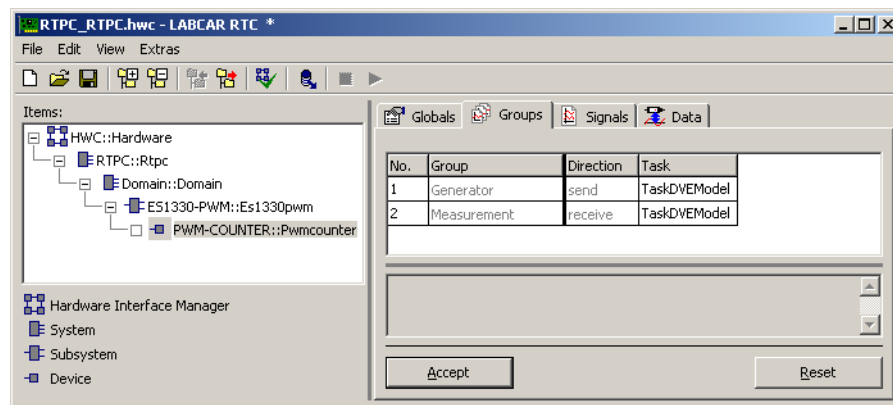 RTPC_RTPC.hwc - LABCAR RTC *
File Edit View Extras
Items:
HWC::Hardware
RTPC::Rtpc
Domain::Domain
ES1330-PWM::Es1330pwm
PWM-COUNTER::Pwmcounter
Hardware Interface Manager
System
Subsystem
Device
Globals Groups Signals Data
No. Group Direction Task
1 Generator send TaskDVEModel
2 Measurement receive TaskDVEModel
Accept Reset